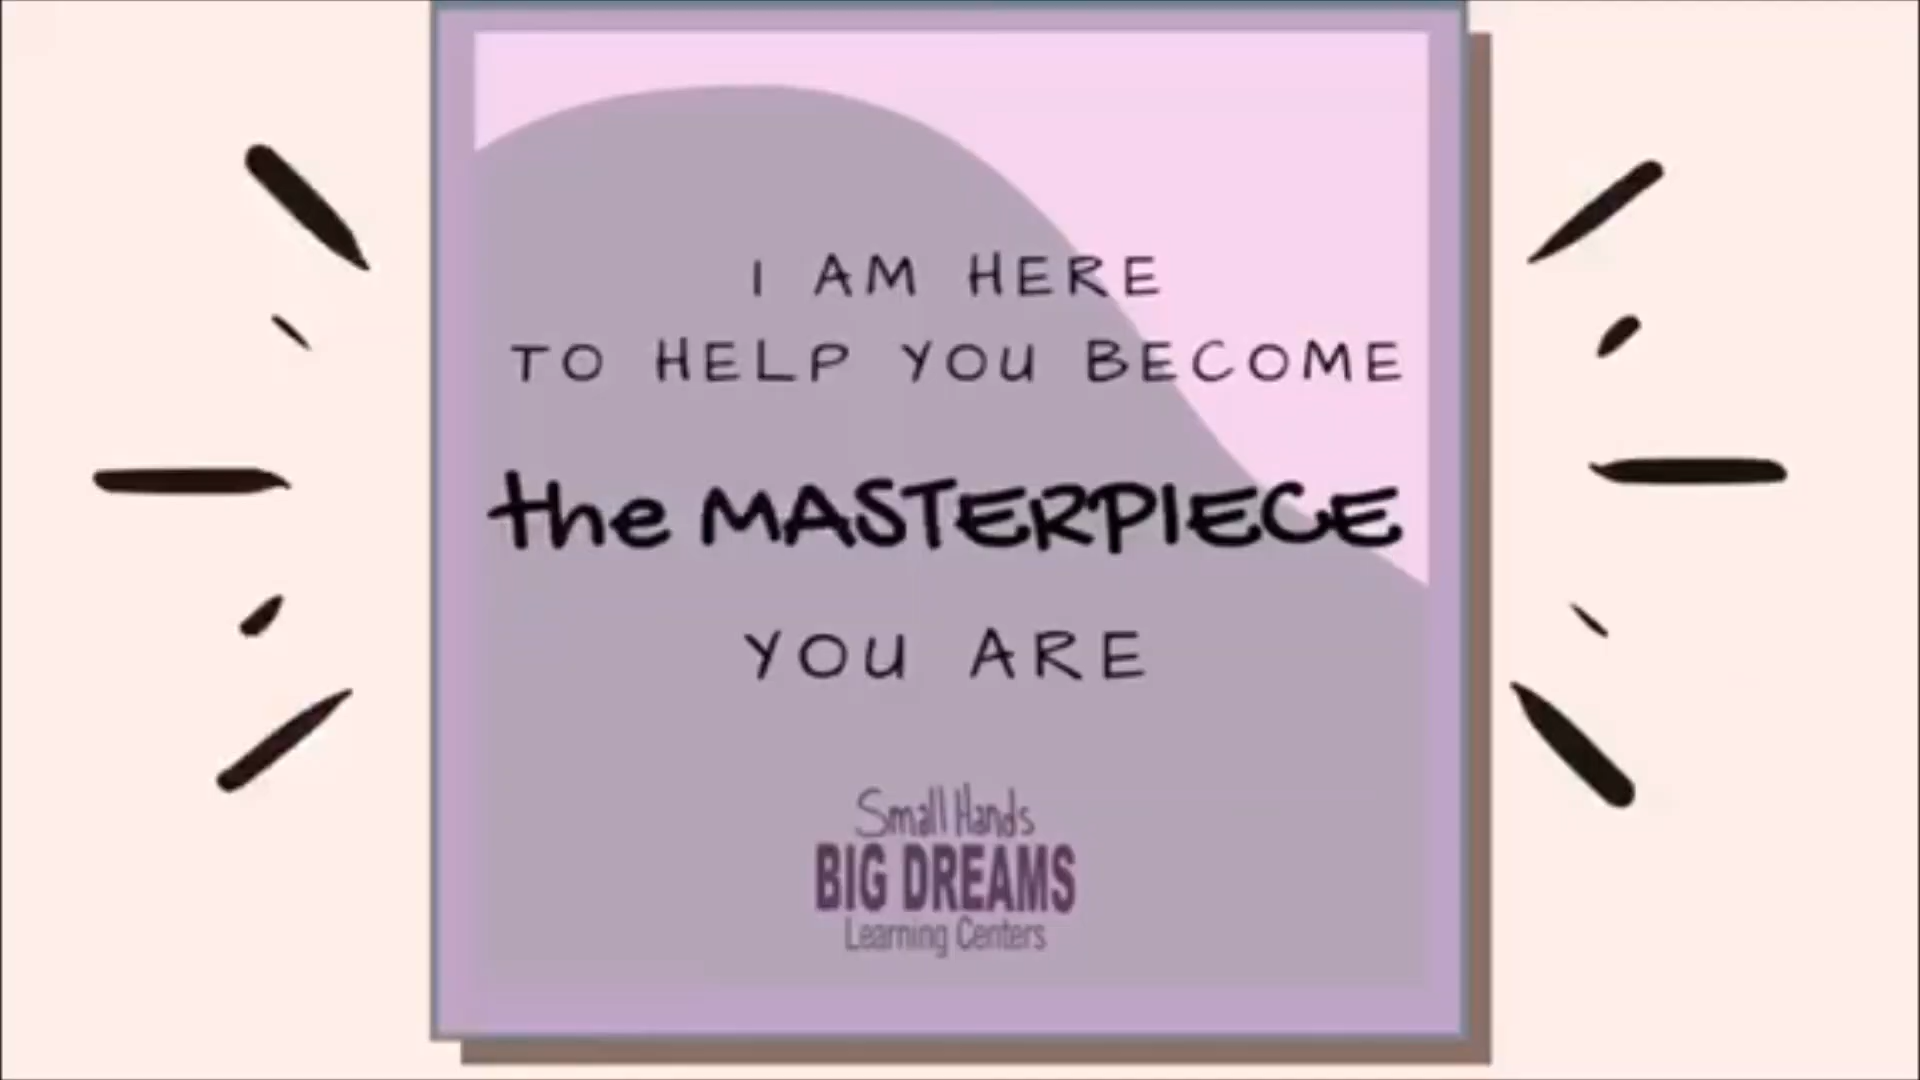 I AM HERE
TO HELP YOU BECOME
the MASTERPIECE
YOU ARE
Small Hands
BIG DREAMS
Learning Centers